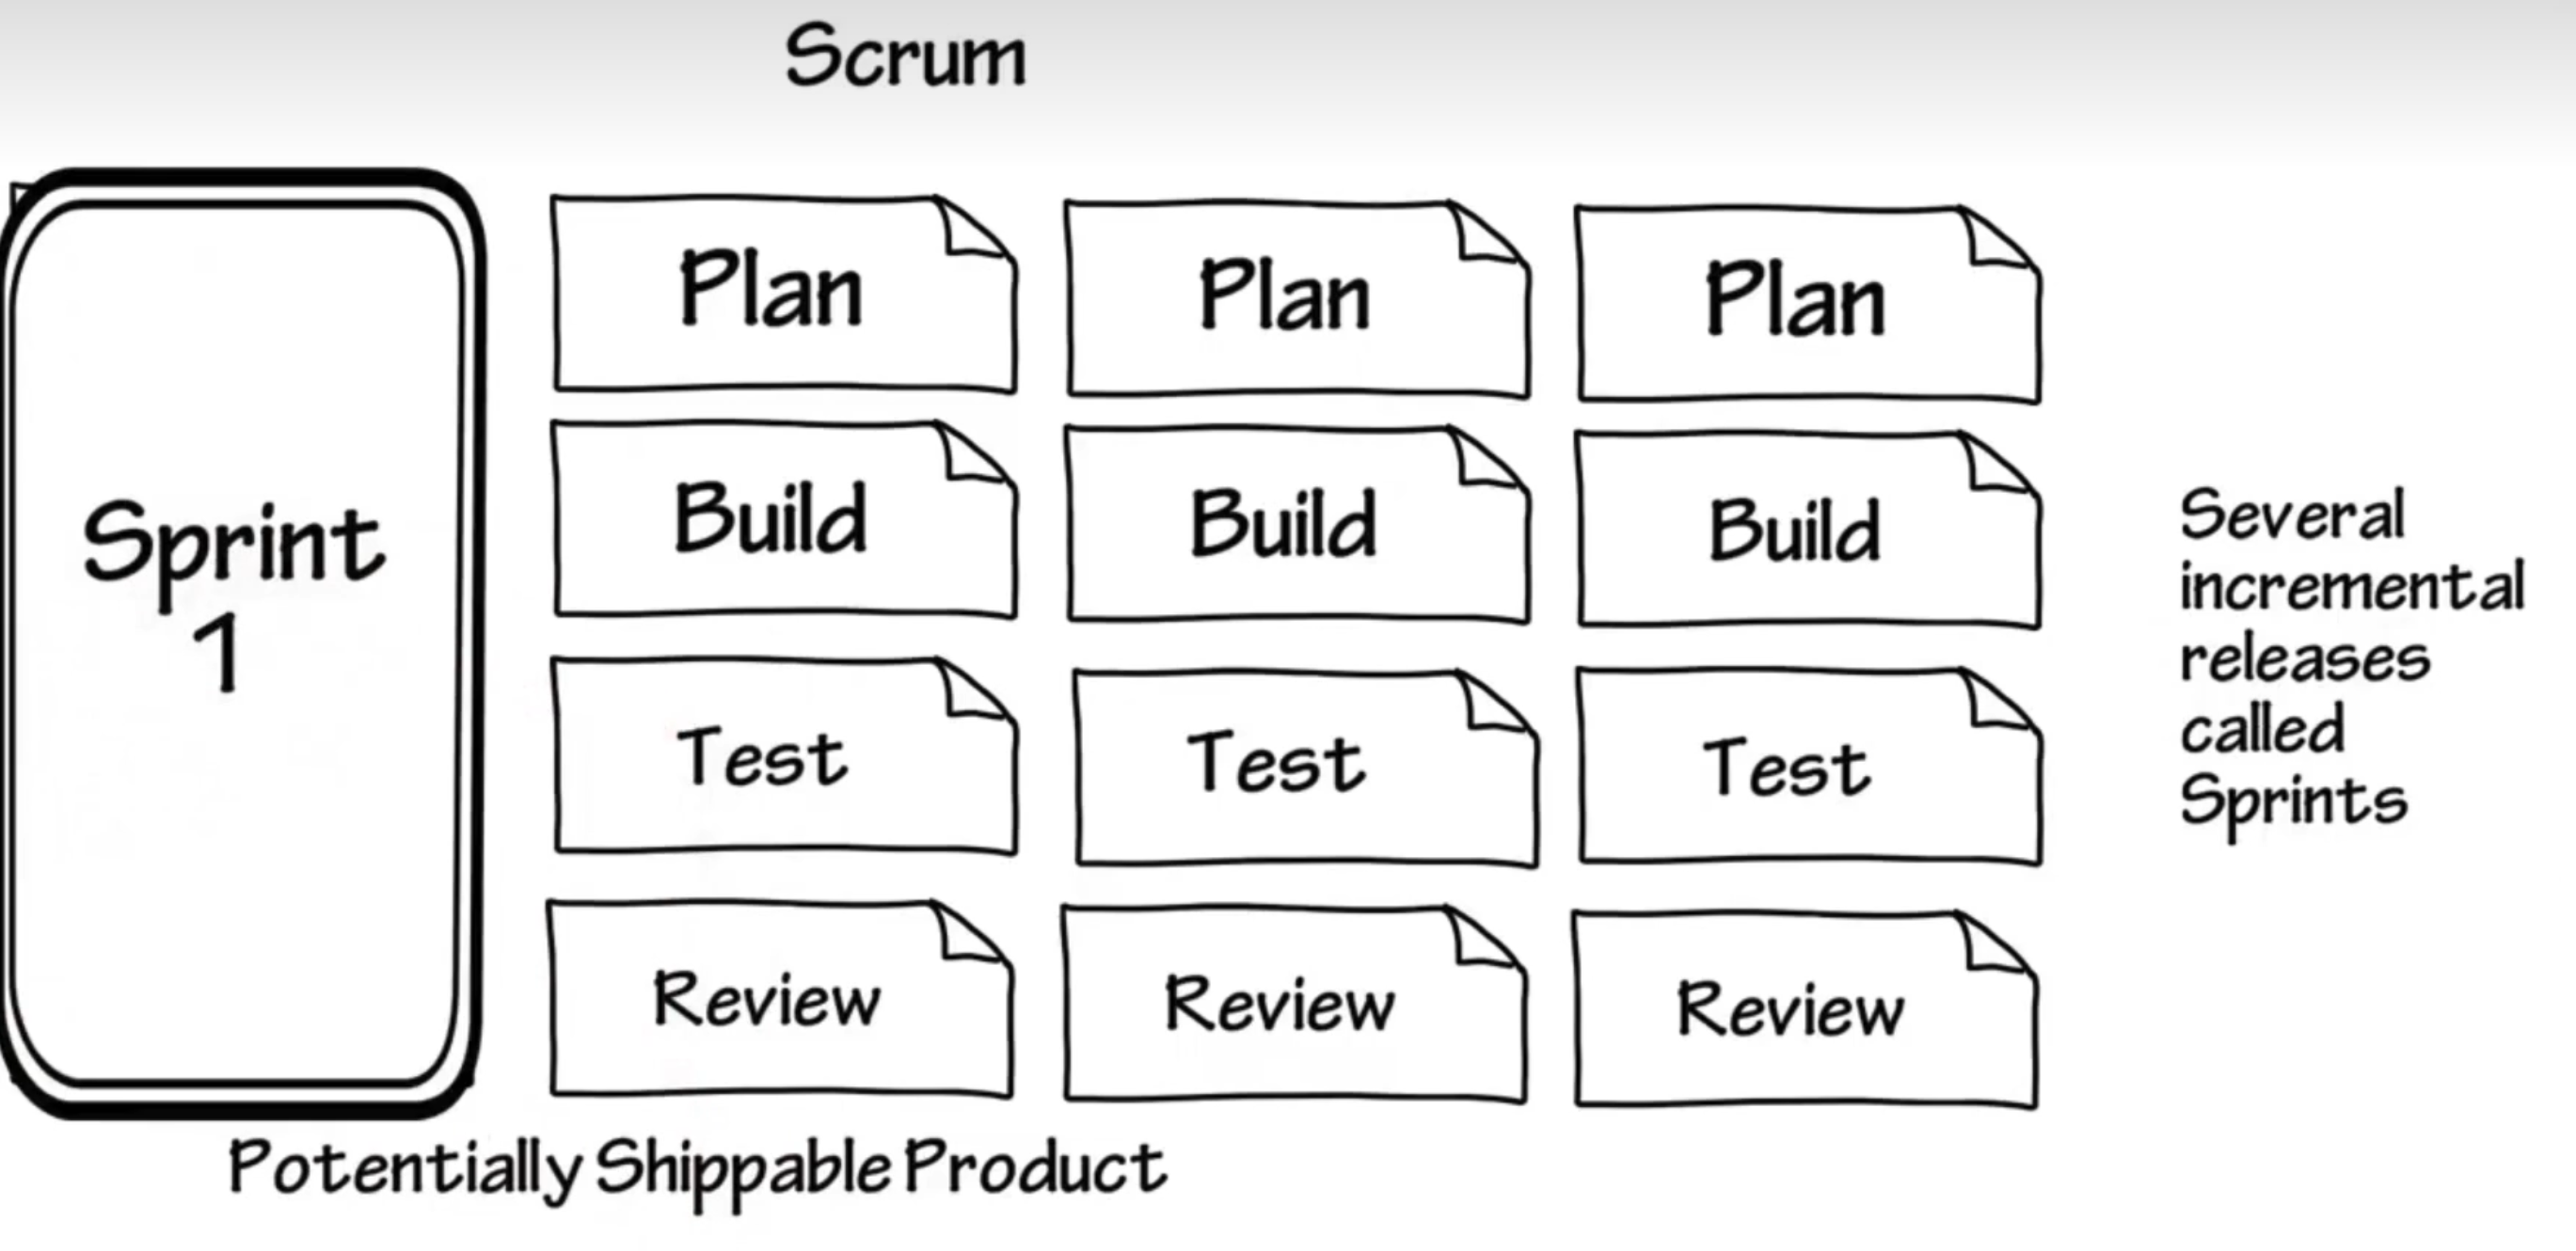 Scrum
Sprint
1
Plan
Plan
Plan
Build
Build
Build
Test
Test
Test
Review
Review
Review
Several
incremental
releases
called
Sprints
Potentially Shippable Product